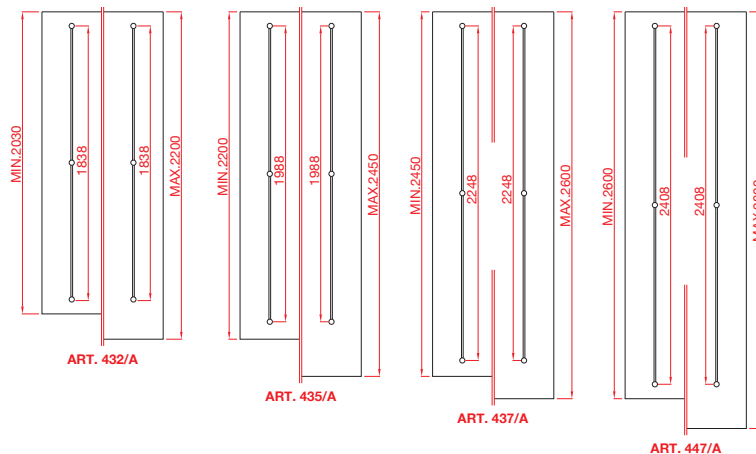 MIN.2030
1838
1838
MAX.2200
ART. 432/A
MIN.2200
1988
1988
MAX.2450
ART. 435/A
MIN.2450
2248
2248
MAX.2600
ART. 437/A
MIN.2600
2408
2408
ART. 447/A